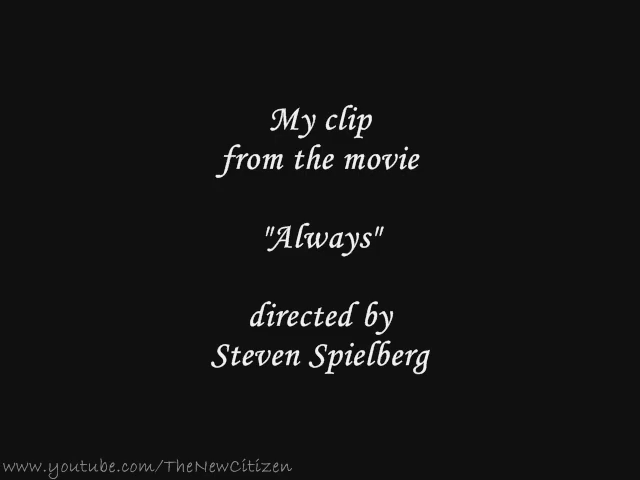 My clip
from the movie
"Always"
directed by
Steven Spielberg
www.youtube.com/TheNewCitizen